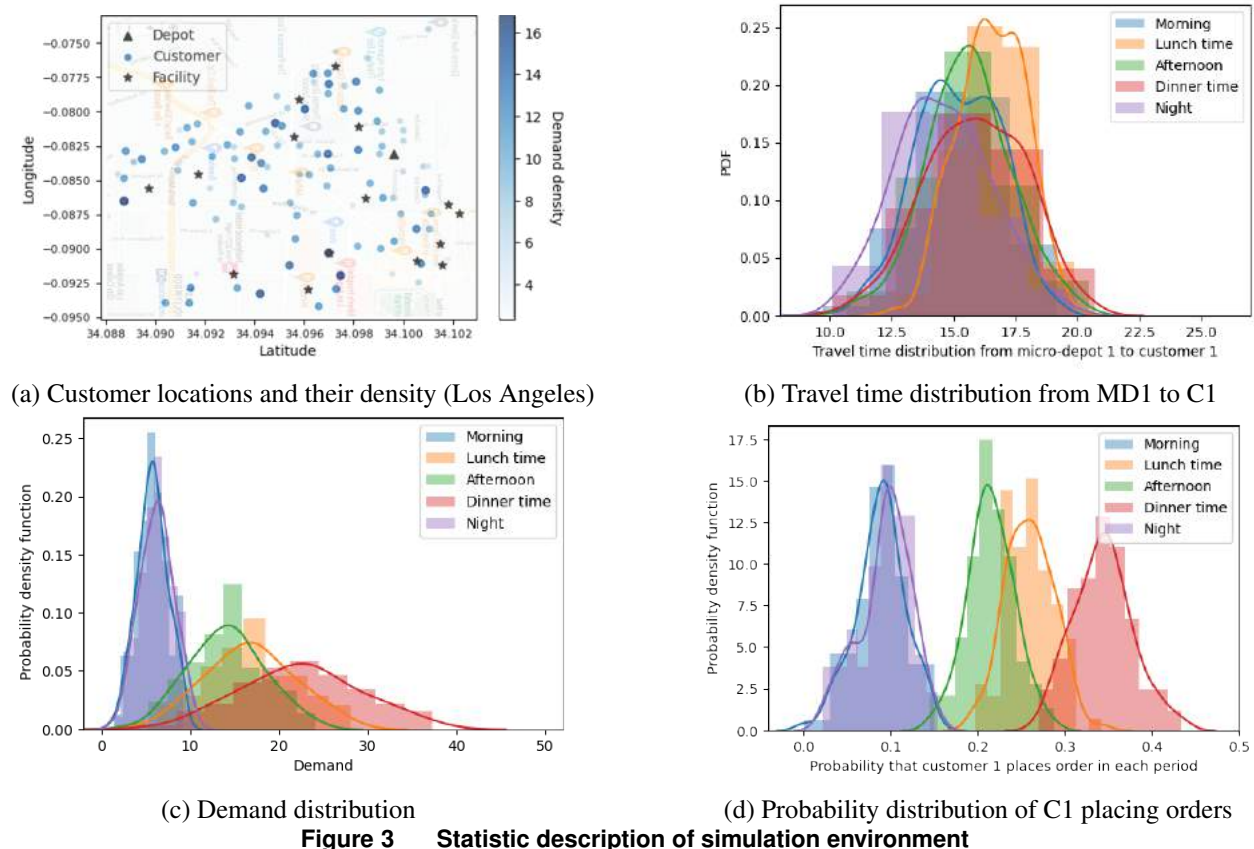 −0.0750
−0.0775
−0.0800
−0.0825
−0.0850
−0.0875
−0.0900
−0.0925
−0.0950
Longitude
Depot
Customer
Facility
34.088 34.090 34.092 34.094 34.096 34.098 34.100 34.102
Latitude
16
14
12
10
8
6
4
Demand density
0.25
0.20
0.15
0.10
0.05
0.00
PDF
Morning
Lunch time
Afternoon
Dinner time
Night
10.0 12.5 15.0 17.5 20.0 22.5 25.0
Travel time distribution from micro-depot 1 to customer 1
(a) Customer locations and their density (Los Angeles)
(b) Travel time distribution from MD1 to C1
0.25
0.20
0.15
0.10
0.05
0.00
Probability density function
Morning
Lunch time
Afternoon
Dinner time
Night
0 10 20 30 40 50
Demand
17.5
15.0
12.5
10.0
7.5
5.0
2.5
0.0
Probability density function
Morning
Lunch time
Afternoon
Dinner time
Night
0.0 0.1 0.2 0.3 0.4 0.5
Probability that customer 1 places order in each period
(c) Demand distribution
(d) Probability distribution of C1 placing orders
Figure 3 Statistic description of simulation environment